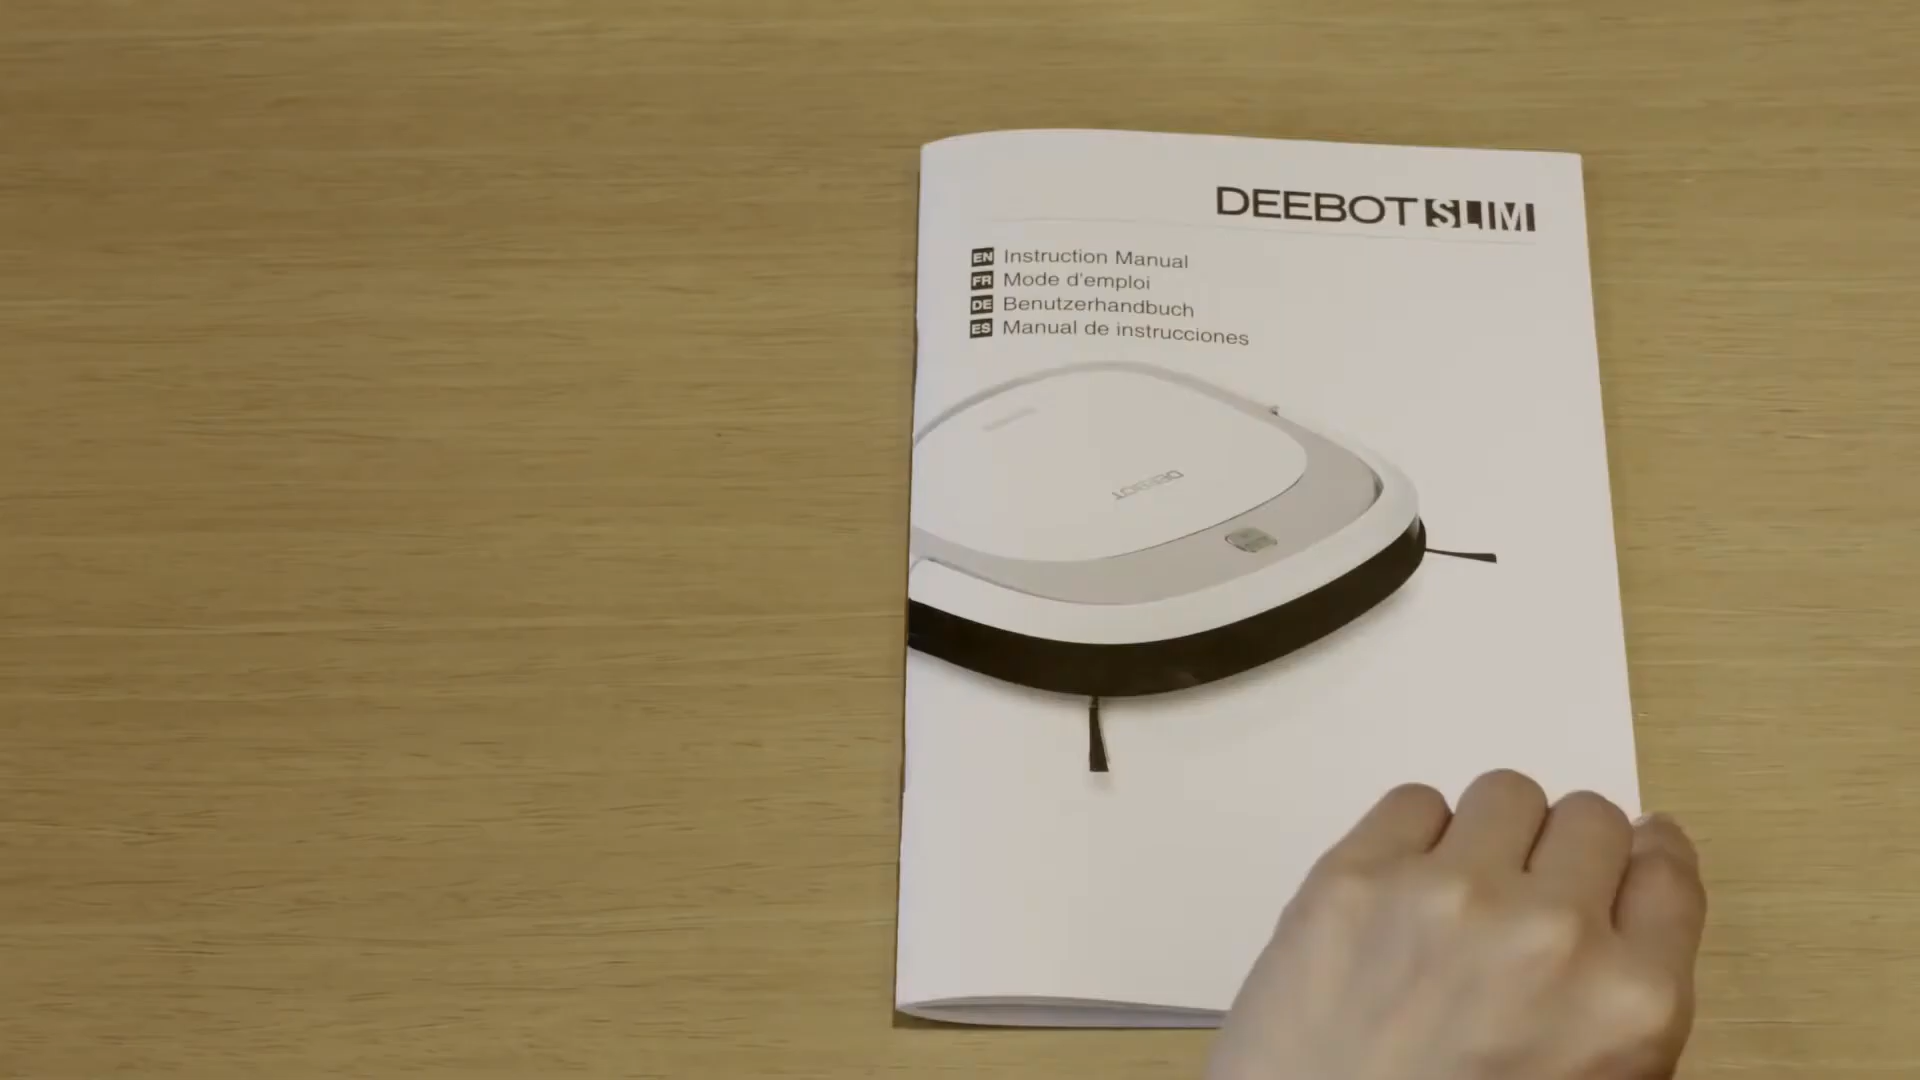 DEEBOT SLIM
EN Instruction Manual
FR Mode d'emploi
DE Benutzerhandbuch
ES Manual de instrucciones
DEEBOT